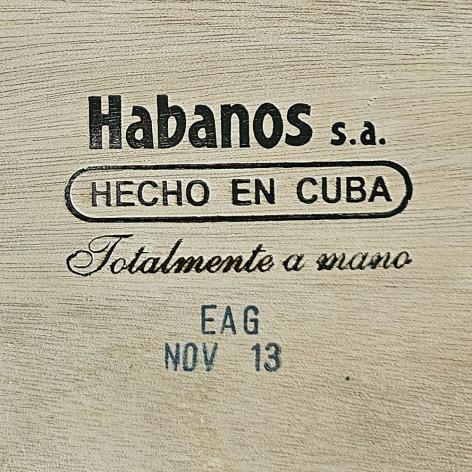 Habanos s.a.
HECHO EN CUBA
Totalmente a mano
EAG
NOV 13